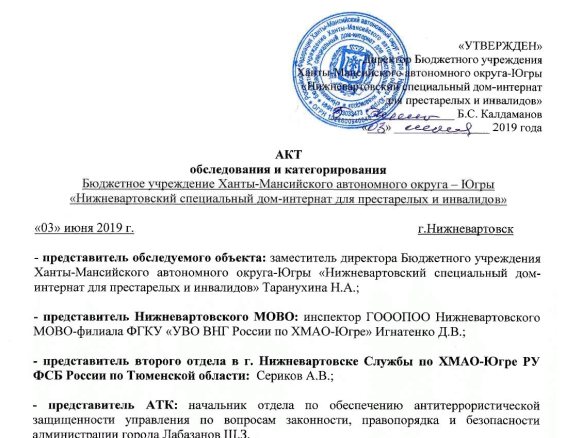 «УТВЕРЖДЕН»
Директор Бюджетного учреждения
Ханты-Мансийского автономного округа-Югры
«Нижневартовский специальный дом-интернат
для престарелых и инвалидов»
Б.С. Калдаманов
«03» июня 2019 года
АКТ
обследования и категорирования
Бюджетное учреждение Ханты-Мансийского автономного округа – Югры
«Нижневартовский специальный дом-интернат для престарелых и инвалидов»
«03» июня 2019 г. г.Нижневартовск
- представитель обследуемого объекта: заместитель директора Бюджетного учреждения
Ханты-Мансийского автономного округа-Югры «Нижневартовский специальный дом-
интернат для престарелых и инвалидов» Таранухина Н.А.;
- представитель Нижневартовского МОВО: инспектор ГОООПОО Нижневартовского
МОВО-филиала ФГКУ «УВО ВНГ России по ХМАО-Югре» Игнатенко Д.В.;
- представитель второго отдела в г. Нижневартовске Службы по ХМАО-Югре РУ
ФСБ России по Тюменской области: Сериков А.В.;
- представитель АТК: начальник отдела по обеспечению антитеррористической
защищенности управления по вопросам законности, правопорядка и безопасности
администрации города Лабазанов Ш.З.